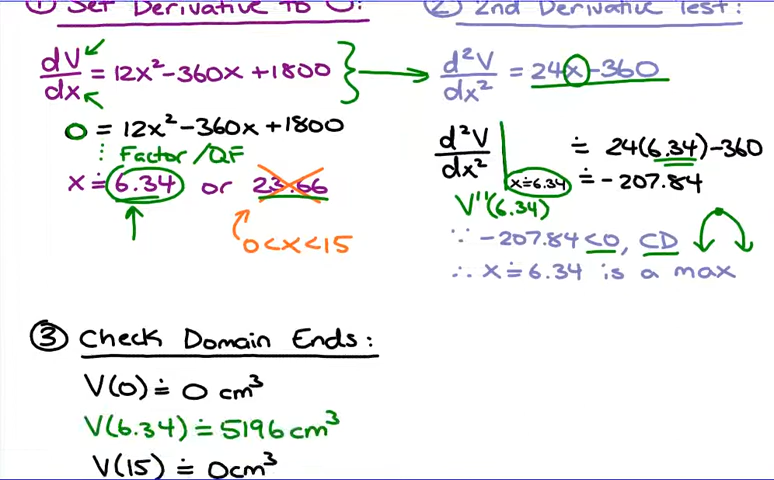 ① Set Derivative to 0:
dV/dx = 12x² - 360x + 1800
0 = 12x² - 360x + 1800
⋮ Factor / QF
x ≐ 6.34 or 23.66
0 < x < 15
② 2nd Derivative Test:
d²V/dx² = 24x - 360
d²V/dx² | x≐6.34 ≐ 24(6.34) - 360
≐ -207.84
V''(6.34)
∵ -207.84 < 0, CD
∴ x ≐ 6.34 is a max
③ Check Domain Ends:
V(0) ≐ 0 cm³
V(6.34) ≐ 5196 cm³
V(15) ≐ 0cm³